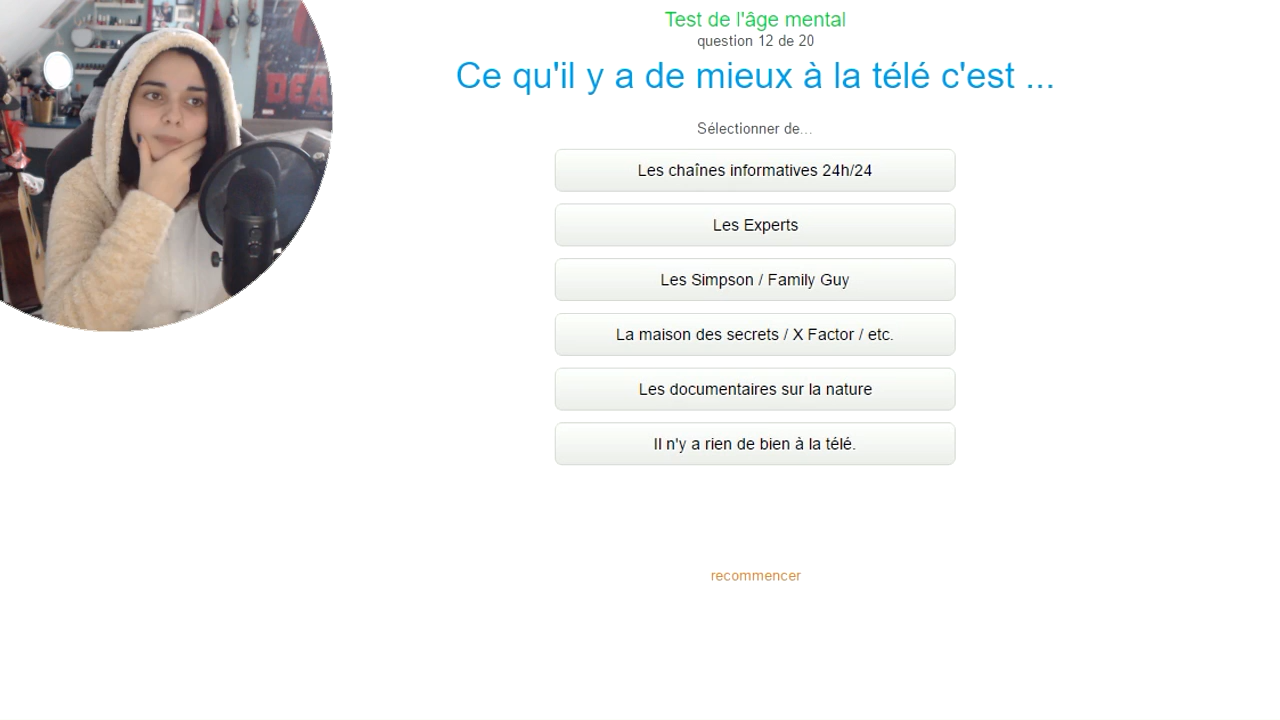 DEA
Test de l'âge mental
question 12 de 20
Ce qu'il y a de mieux à la télé c'est ...
Sélectionner de...
Les chaînes informatives 24h/24
Les Experts
Les Simpson / Family Guy
La maison des secrets / X Factor / etc.
Les documentaires sur la nature
Il n'y a rien de bien à la télé.
recommencer